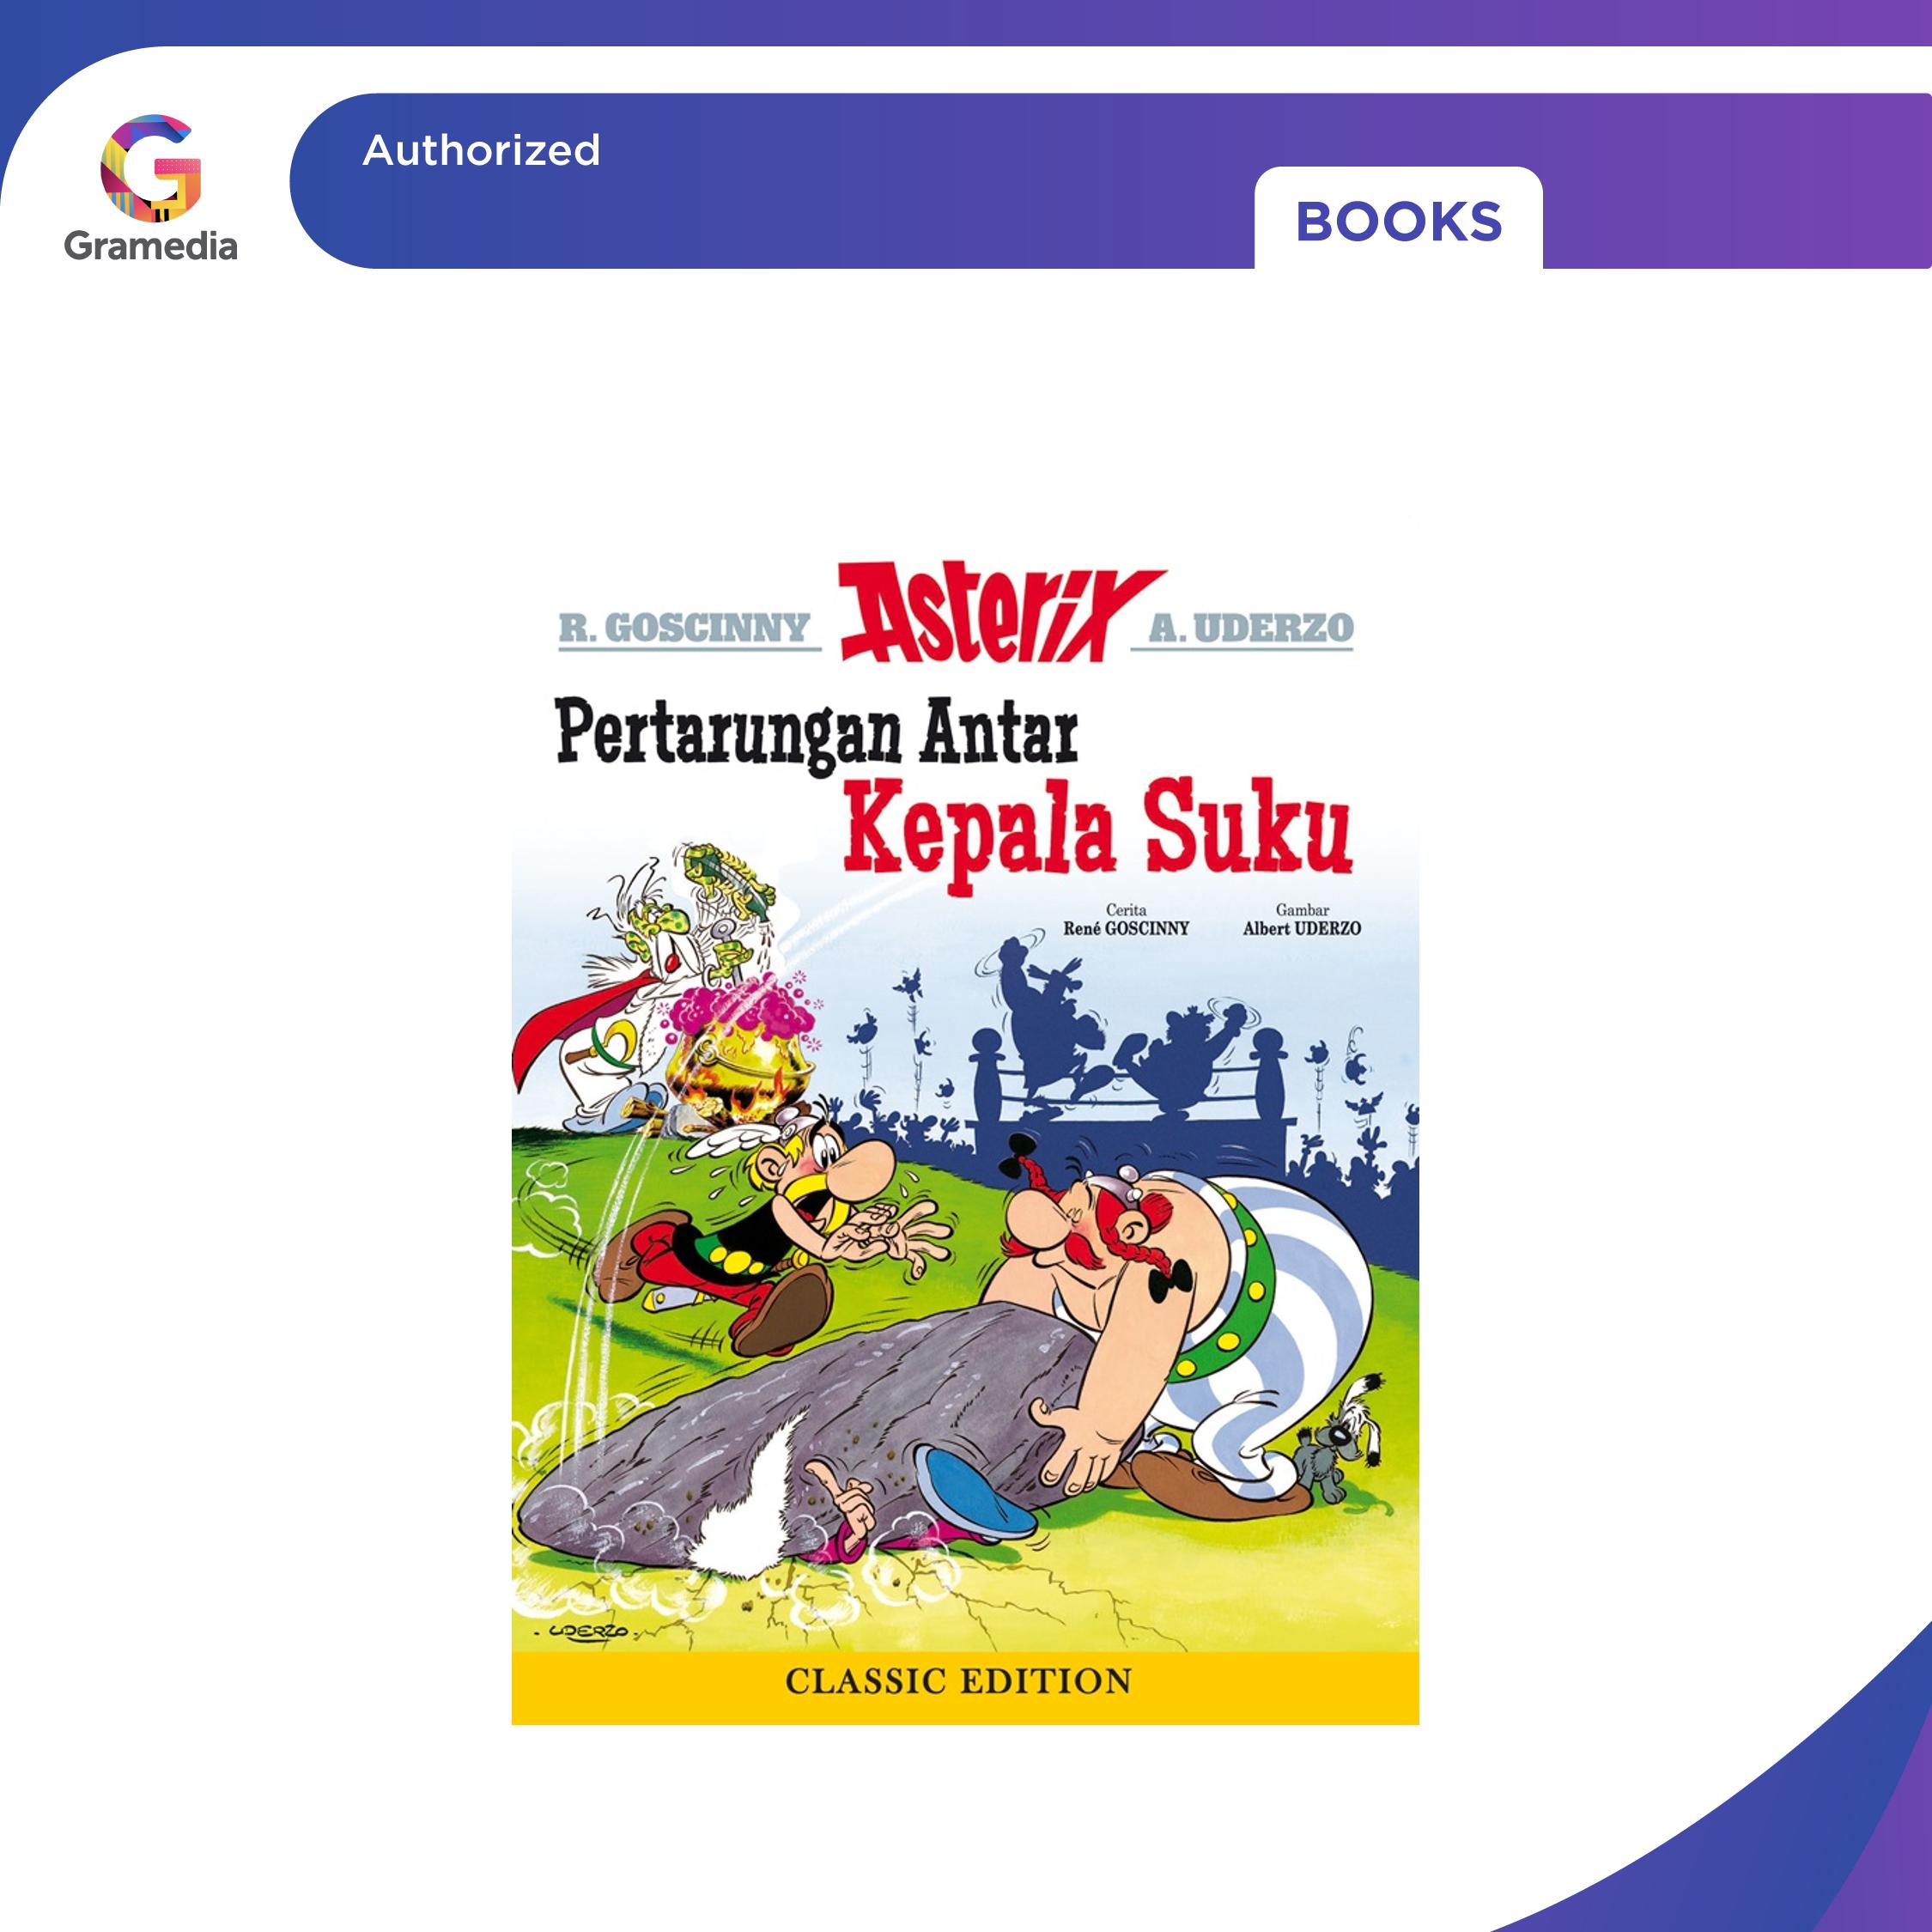 Authorized
Gramedia
BOOKS
R. GOSCINNY Asterix A. UDERZO
Pertarungan Antar
Kepala Suku
Cerita Gambar
René GOSCINNY Albert UDERZO
UDERZO
CLASSIC EDITION